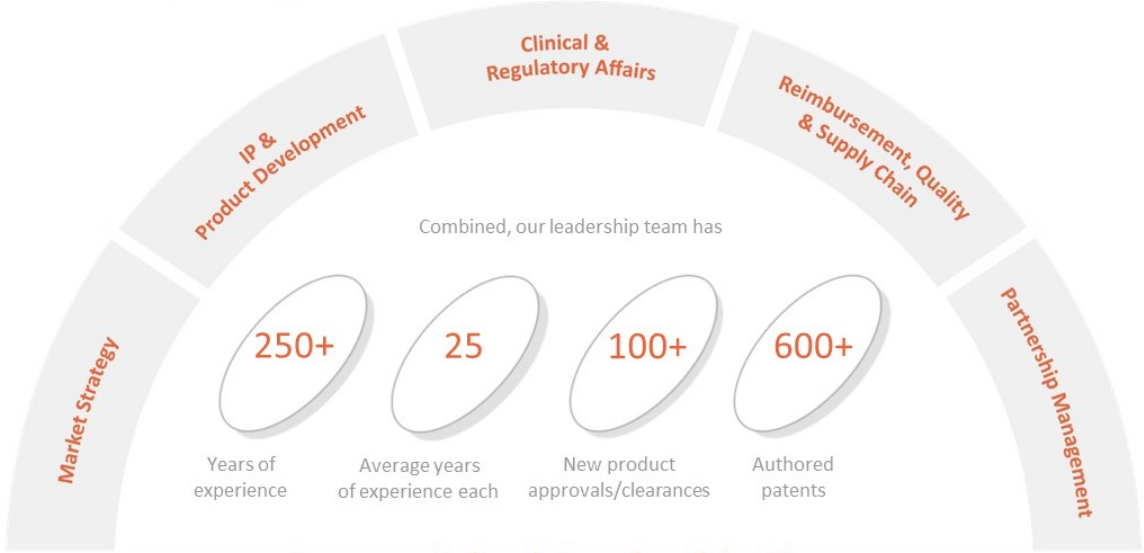 Market Strategy
IP &
Product Development
Clinical &
Regulatory Affairs
Reimbursement, Quality
& Supply Chain
Partnership Management
Combined, our leadership team has
250+
Years of
experience
25
Average years
of experience each
100+
New product
approvals/clearances
600+
Authored
patents